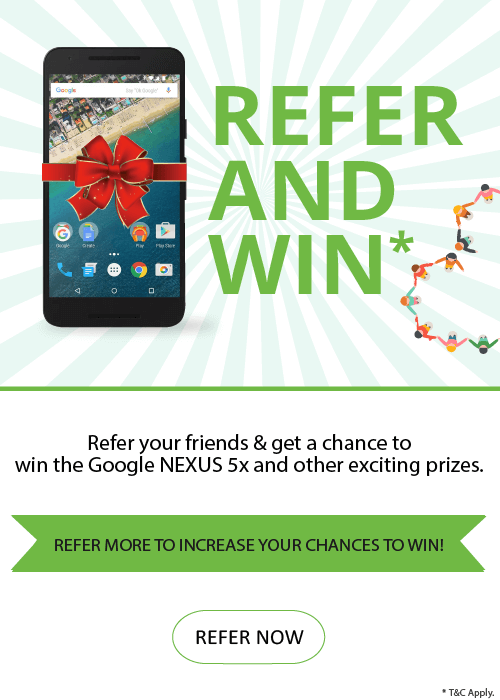 Google
Say "Ok Google"
REFER
AND
WIN*
Google
Create
Play
Play Store
Refer your friends & get a chance to
win the Google NEXUS 5x and other exciting prizes.
REFER MORE TO INCREASE YOUR CHANCES TO WIN!
REFER NOW
* T&C Apply.